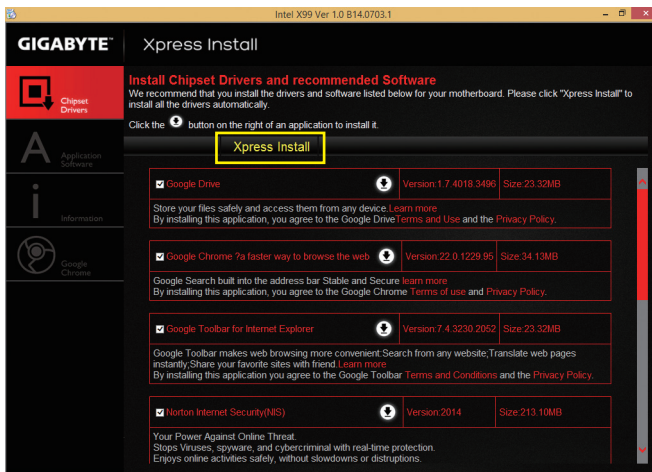 Intel X99 Ver 1.0 B14.0703.1
GIGABYTE™
Xpress Install
Chipset
Drivers
Application
Software
Information
Google
Chrome
Install Chipset Drivers and recommended Software
We recommend that you install the drivers and software listed below for your motherboard. Please click "Xpress Install" to
install all the drivers automatically.
Click the button on the right of an application to install it.
Xpress Install
Google Drive Version:1.7.4018.3496 Size:23.32MB
Store your files safely and access them from any device.Learn more
By installing this application, you agree to the Google DriveTerms and Use and the Privacy Policy.
Google Chrome ?a faster way to browse the web Version:22.0.1229.95 Size:34.13MB
Google Search built into the address bar Stable and Secure learn more
By installing this application, you agree to the Google Chrome Terms of use and Privacy Policy.
Google Toolbar for Internet Explorer Version:7.4.3230.2052 Size:23.32MB
Google Toolbar makes web browsing more convenient:Search from any website;Translate web pages
instantly;Share your favorite sites with friend.Learn more
By installing this application you agree to the Google Toolbar Terms and Conditions and the Privacy Policy.
Norton Internet Security(NIS) Version:2014 Size:213.10MB
Your Power Against Online Threat.
Stops Viruses, spyware, and cybercriminal with real-time protection.
Enjoys online activities safely, without slowdowns or distruptions.